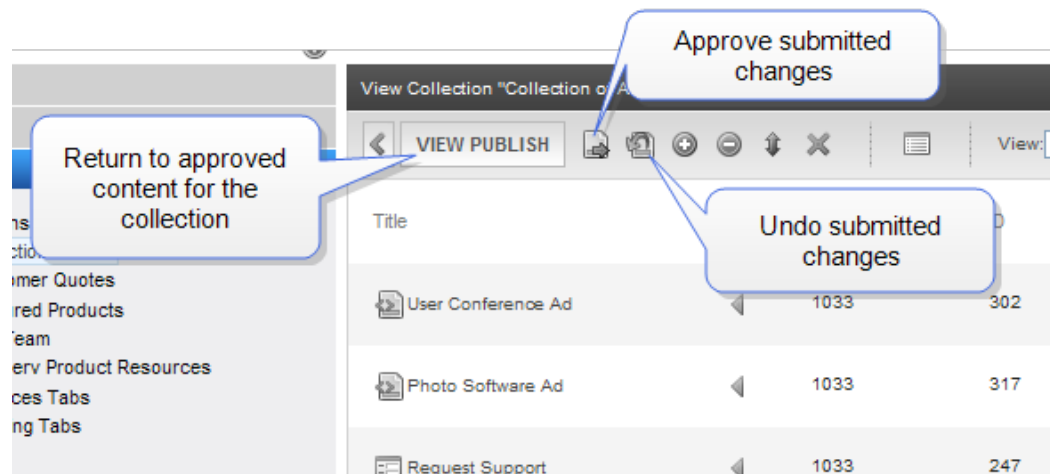 Approve submitted
changes
View Collection "Collection of A
Return to approved
content for the
collection
VIEW PUBLISH
View:
Title
Undo submitted
changes
User Conference Ad 1033 302
omer Quotes
ured Products
Team
Photo Software Ad 1033 317
erv Product Resources
ces Tabs
ng Tabs
Request Support 1033 247